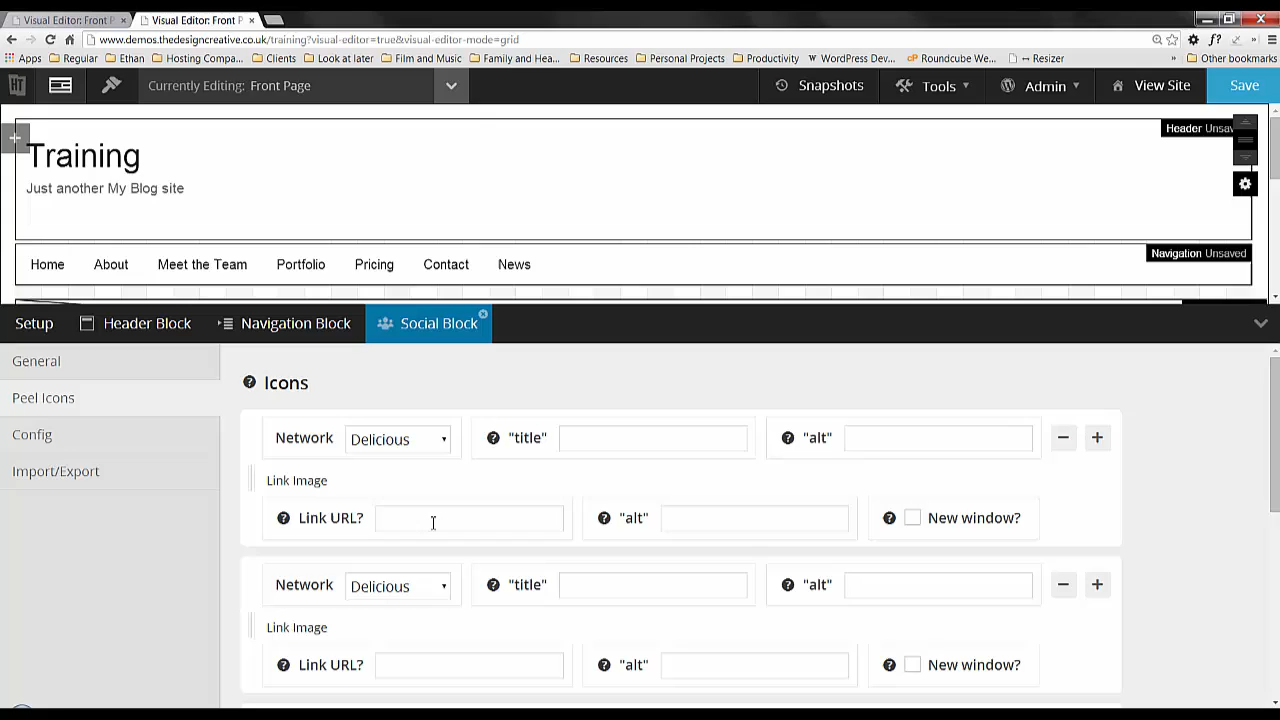 Visual Editor: Front P
Visual Editor: Front P
www.demos.thedesigncreative.co.uk/training?visual-editor=true&visual-editor-mode=grid
Apps Regular Ethan Hosting Compa... Clients Look at later Film and Music Family and Hea... Resources Personal Projects Productivity WordPress Dev... Roundcube We... Resizer » Other bookmarks
Currently Editing: Front Page Snapshots Tools Admin View Site Save
Header Unsav
Training
Just another My Blog site
Navigation Unsaved
Home About Meet the Team Portfolio Pricing Contact News
Setup Header Block Navigation Block Social Block
General
Peel Icons
Config
Import/Export
Icons
Network Delicious "title" "alt" − +
Link Image
Link URL? "alt" New window?
Network Delicious "title" "alt" − +
Link Image
Link URL? "alt" New window?